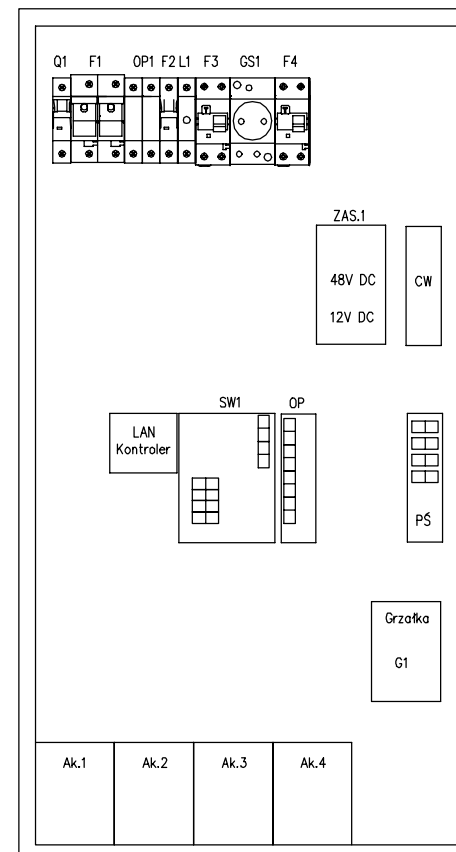 Q1 F1 OP1 F2 L1 F3 GS1 F4
ZAS.1
48V DC
12V DC
CW
SW1 OP
LAN
Kontroler
PŚ
Grzałka
G1
Ak.1 Ak.2 Ak.3 Ak.4